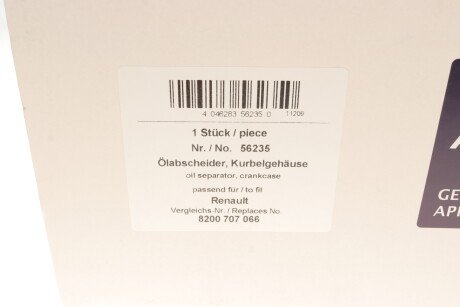 4 046283 56235 0 11209
1 Stück / piece
Nr. / No. 56235
Ölabscheider, Kurbelgehäuse
oil separator, crankcase
passend für / to fit
Renault
Vergleichs-Nr. / Replaces No.
8200 707 066
GE
API